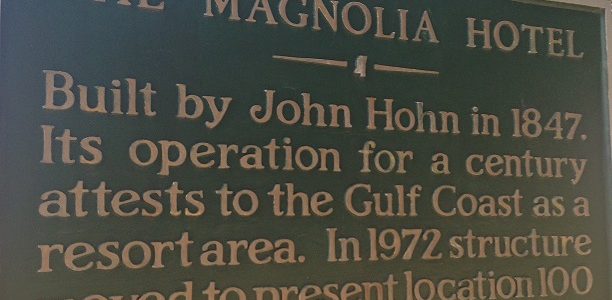 MAGNOLIA HOTEL
Built by John Hohn in 1847.
Its operation for a century
attests to the Gulf Coast as a
resort area. In 1972 structure
moved to present location 100